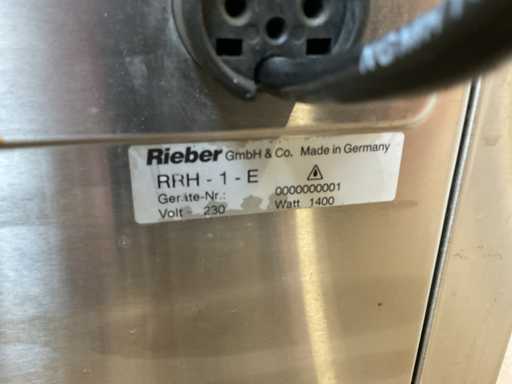 Rieber GmbH & Co. Made in Germany
RRH - 1 - E
Geräte-Nr.: 0000000001
Volt 230 Watt 1400